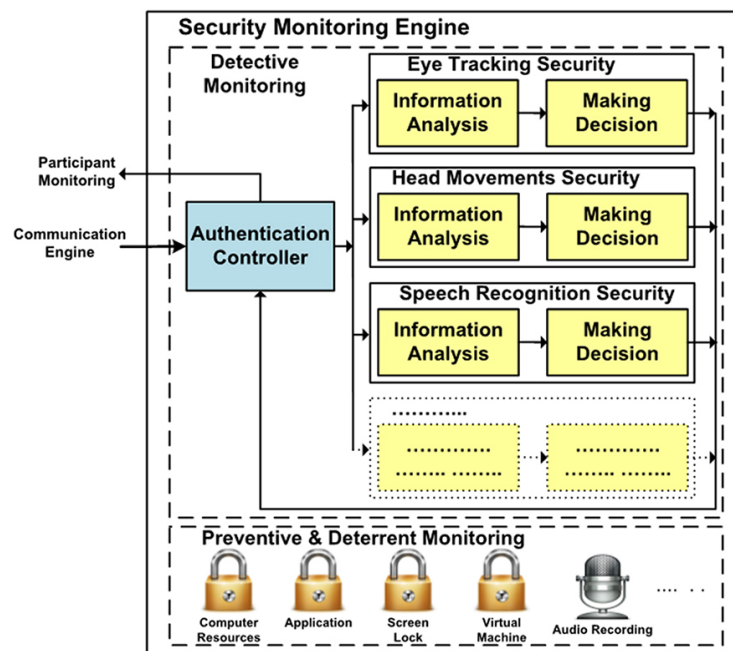 Security Monitoring Engine
Detective
Monitoring
Eye Tracking Security
Information
Analysis
Making
Decision
Participant
Monitoring
Communication
Engine
Authentication
Controller
Head Movements Security
Information
Analysis
Making
Decision
Speech Recognition Security
Information
Analysis
Making
Decision
............
.............
........ ........
.............
........ ........
Preventive & Deterrent Monitoring
Computer
Resources
Application
Screen
Lock
Virtual
Machine
Audio Recording
.... . .